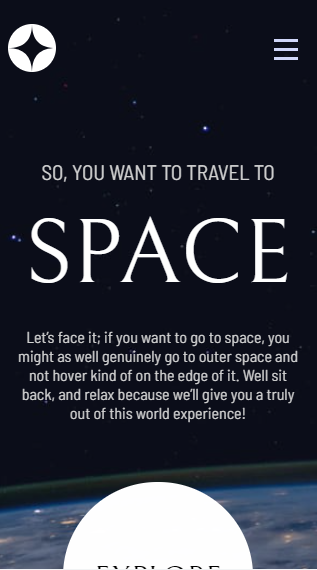 SO, YOU WANT TO TRAVEL TO
SPACE
Let's face it; if you want to go to space, you
might as well genuinely go to outer space and
not hover kind of on the edge of it. Well sit
back, and relax because we'll give you a truly
out of this world experience!
EXPLORE